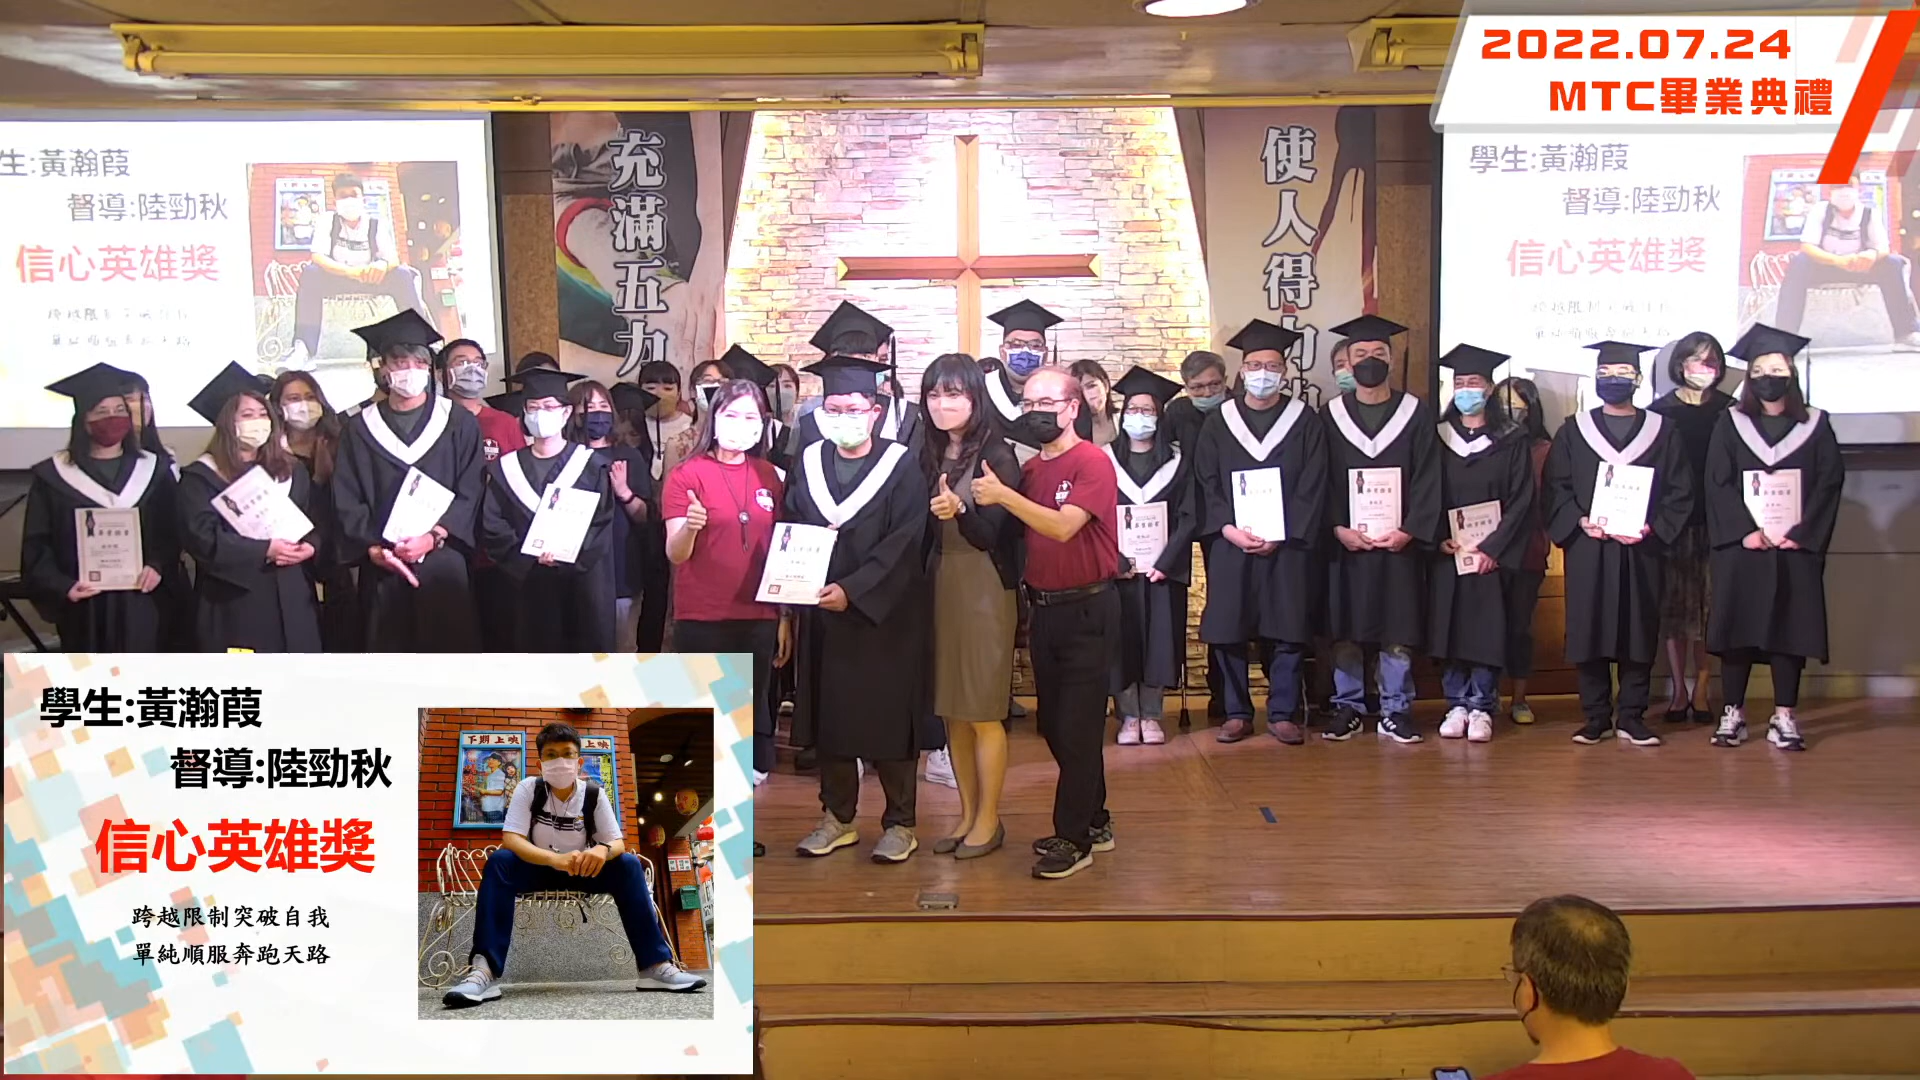 2022.07.24
MTC畢業典禮
生:黃瀚葭
督導:陸勁秋
信心英雄獎
充滿五力
使人得力
學生:黃瀚葭
督導:陸勁秋
信心英雄獎
學生:黃瀚葭
督導:陸勁秋
信心英雄獎
跨越限制突破自我
單純順服奔跑天路
下期上映
上映